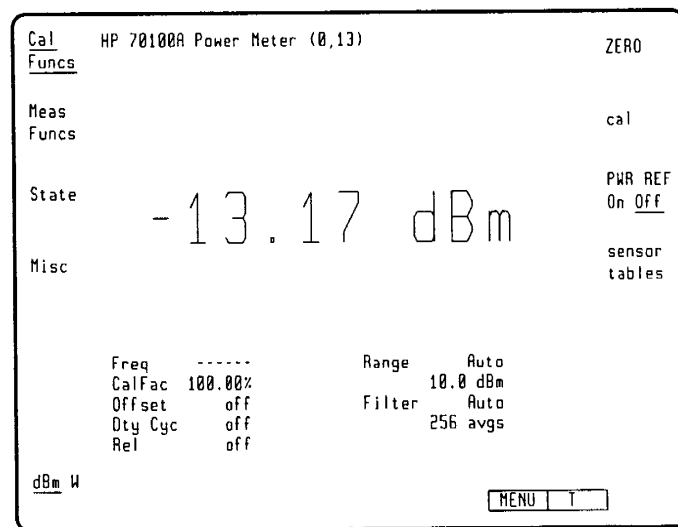 Cal
Funcs
HP 70100A Power Meter (0,13)
ZERO
Meas
Funcs
cal
State
-13.17 dBm
PWR REF
On Off
Misc
sensor
tables
Freq ------
CalFac 100.00%
Offset off
Dty Cyc off
Rel off
Range Auto
10.0 dBm
Filter Auto
256 avgs
dBm W
MENU T